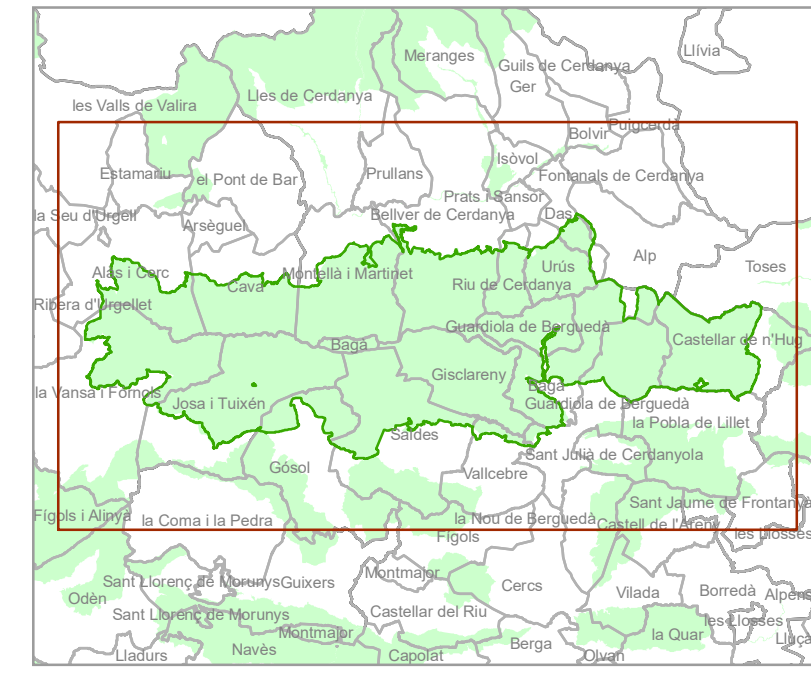 Llívia
Meranges
Guils de Cerdanya
Ger
Lles de Cerdanya
les Valls de Valira
Puigcerdà
Bolvir
Isòvol
Estamariu
el Pont de Bar
Prullans
Fontanals de Cerdanya
Prats i Sansor
la Seu d'Urgell
Arsèguel
Bellver de Cerdanya
Das
Alp
Toses
Alàs i Cerc
Cava
Montellà i Martinet
Urús
Riu de Cerdanya
Ribera d'Urgellet
Guardiola de Berguedà
Bagà
Castellar de n'Hug
Gisclareny
Bagà
la Vansa i Fórnols
Josa i Tuixén
Guardiola de Berguedà
la Pobla de Lillet
Saldes
Gósol
Sant Julià de Cerdanyola
Vallcebre
Sant Jaume de Frontanyà
Fígols i Alinyà
la Coma i la Pedra
la Nou de Berguedà
Castell de l'Areny
les Llosses
Fígols
Sant Llorenç de Morunys
Guixers
Montmajor
Cercs
Vilada
Borredà
Alpens
Odèn
Sant Llorenç de Morunys
Castellar del Riu
les Llosses
Montmajor
la Quar
Lluçà
Lladurs
Navès
Capolat
Berga
Olvan